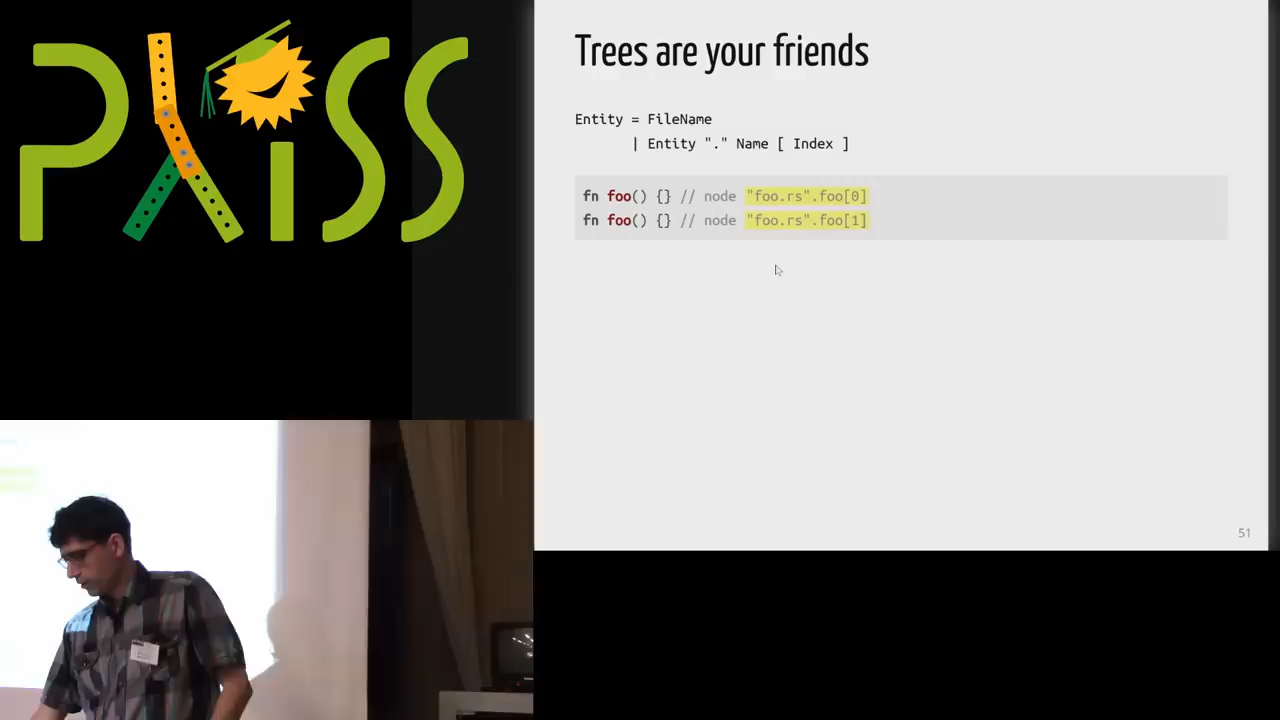 PLISS
Trees are your friends
Entity = FileName
| Entity "." Name [ Index ]
fn foo() {} // node "foo.rs".foo[0]
fn foo() {} // node "foo.rs".foo[1]
51